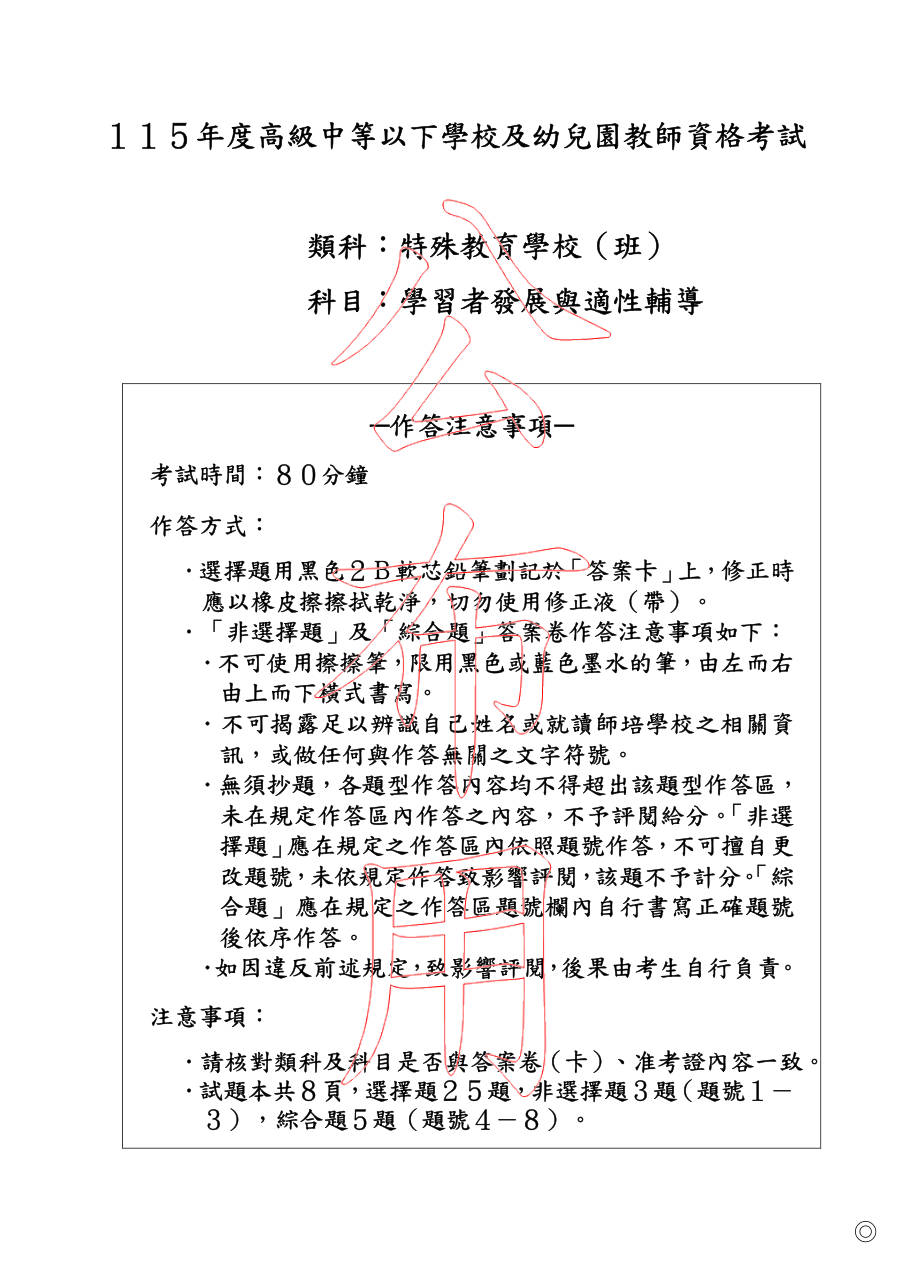 115年度高級中等以下學校及幼兒園教師資格考試
類科：特殊教育學校（班）
科目：學習者發展與適性輔導
—作答注意事項—
考試時間：80分鐘
作答方式：
．選擇題用黑色2B軟芯鉛筆劃記於「答案卡」上，修正時
應以橡皮擦擦拭乾淨，切勿使用修正液（帶）。
．「非選擇題」及「綜合題」答案卷作答注意事項如下：
．不可使用擦擦筆，限用黑色或藍色墨水的筆，由左而右
由上而下橫式書寫。
．不可揭露足以辨識自己姓名或就讀師培學校之相關資
訊，或做任何與作答無關之文字符號。
．無須抄題，各題型作答內容均不得超出該題型作答區，
未在規定作答區內作答之內容，不予評閱給分。「非選
擇題」應在規定之作答區內依照題號作答，不可擅自更
改題號，未依規定作答致影響評閱，該題不予計分。「綜
合題」應在規定之作答區題號欄內自行書寫正確題號
後依序作答。
．如因違反前述規定，致影響評閱，後果由考生自行負責。
注意事項：
．請核對類科及科目是否與答案卷（卡）、准考證內容一致。
．試題本共8頁，選擇題25題，非選擇題3題（題號1－
3），綜合題5題（題號4－8）。
公布用
◎